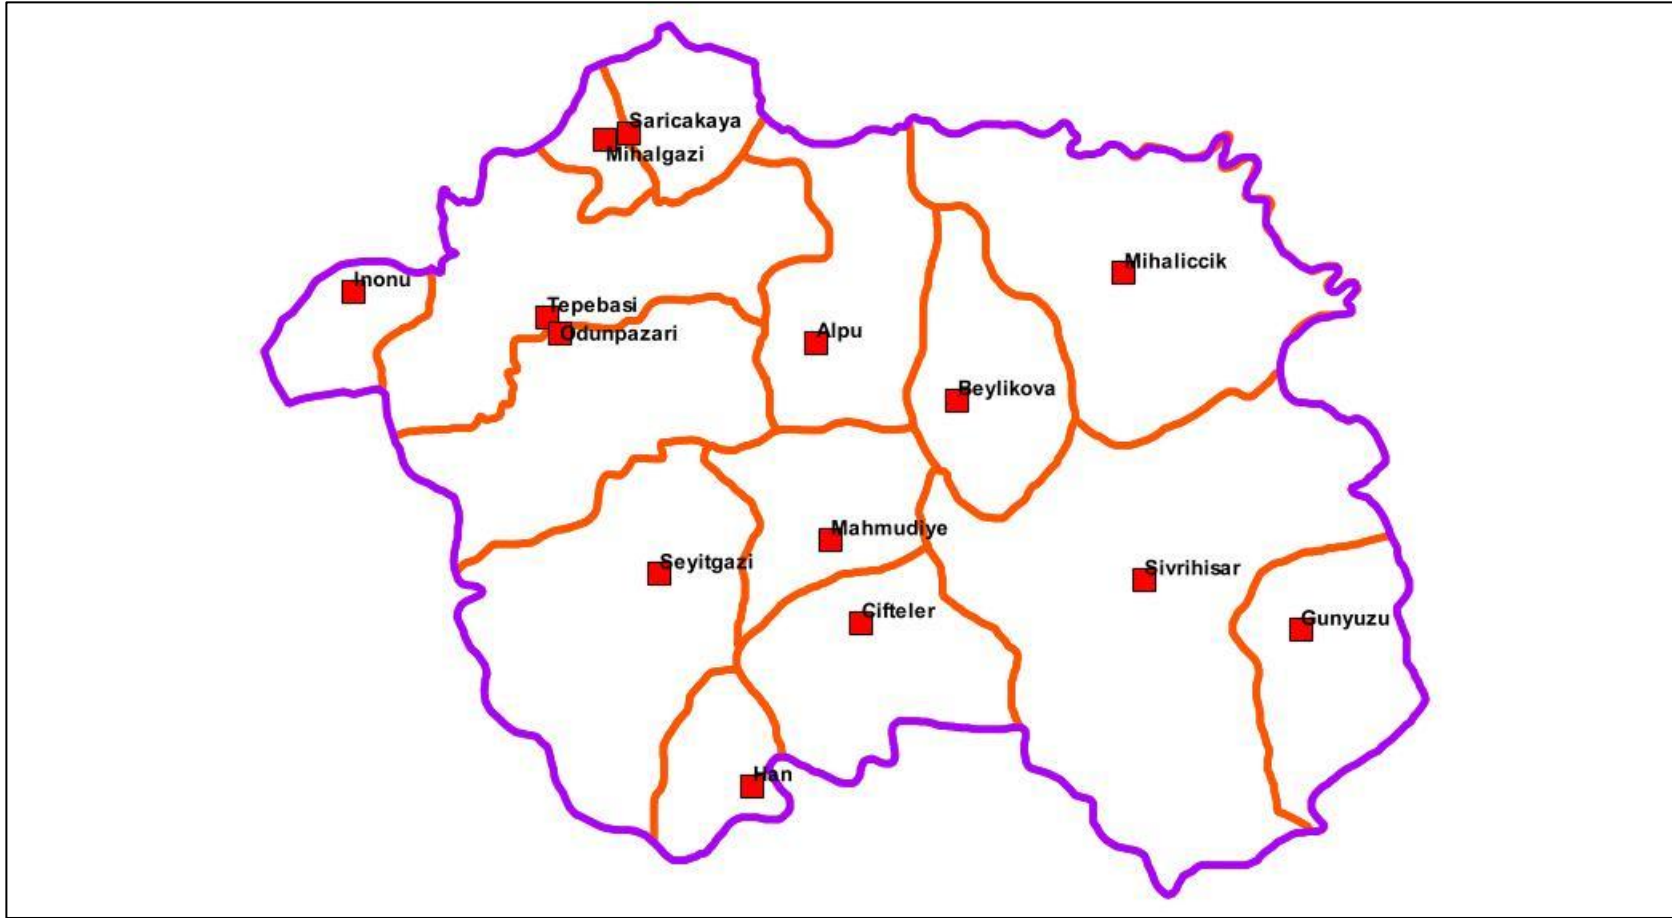 Saricakaya
Mihalgazi
Mihaliccik
Inonu
Tepebasi
Odunpazari
Alpu
Beylikova
Mahmudiye
Seyitgazi
Sivrihisar
Cifteler
Gunyuzu
Han